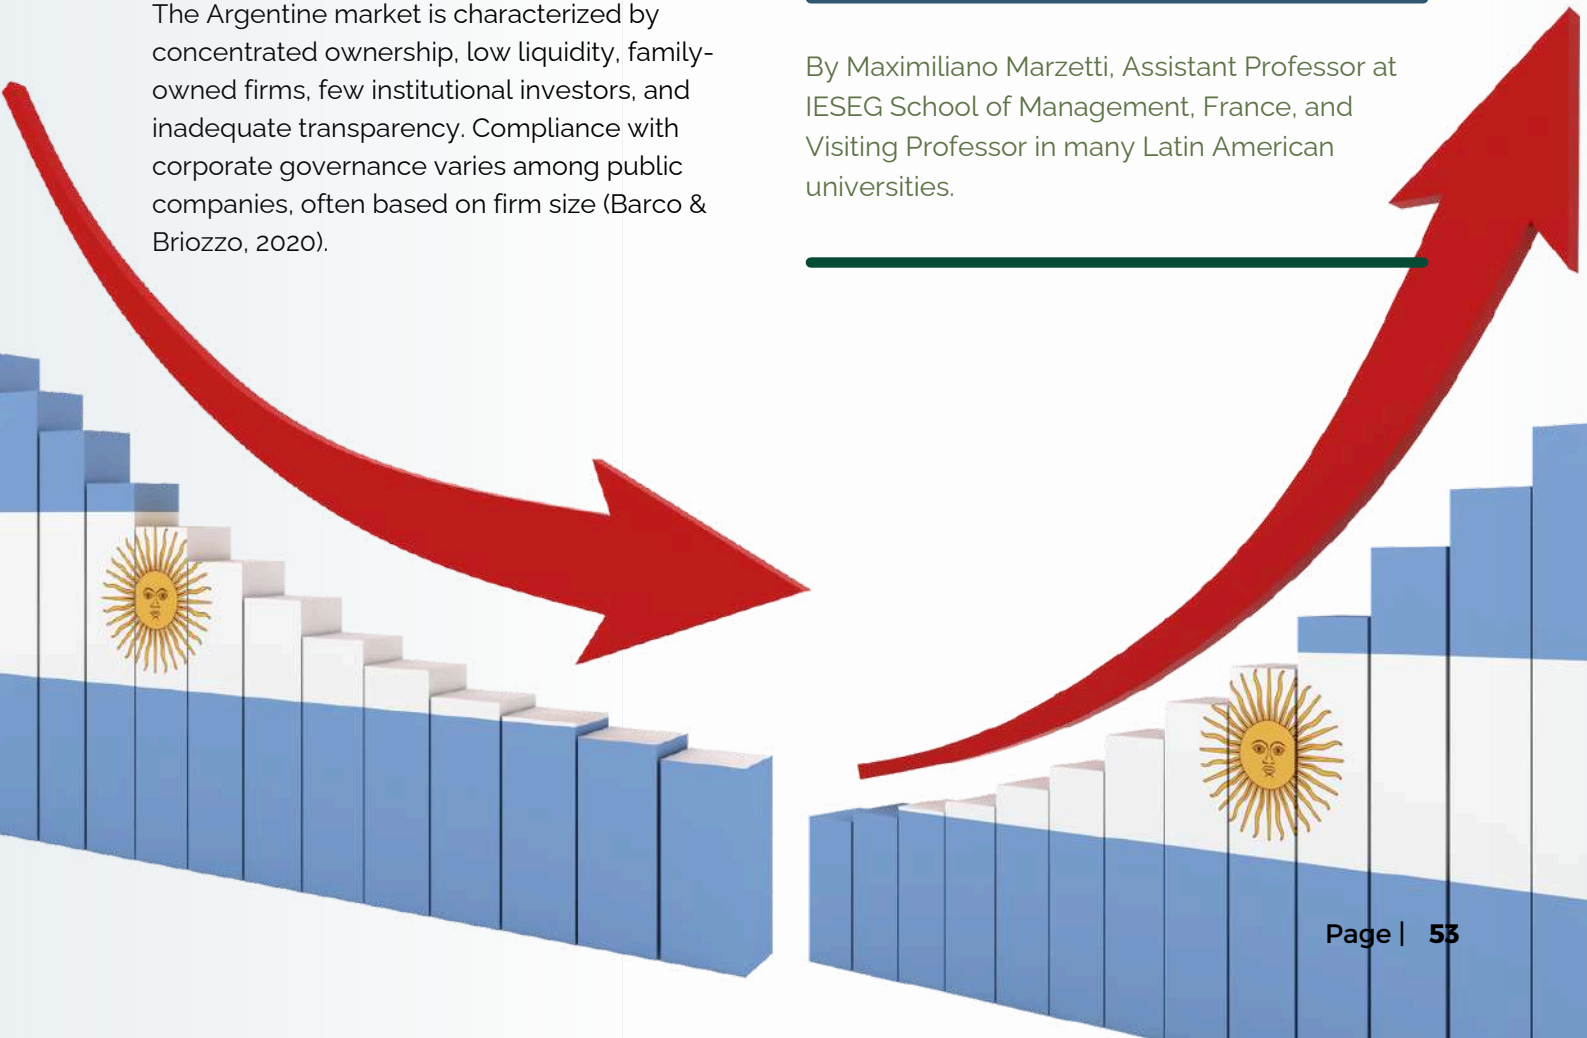 The Argentine market is characterized by
concentrated ownership, low liquidity, family-
owned firms, few institutional investors, and
inadequate transparency. Compliance with
corporate governance varies among public
companies, often based on firm size (Barco &
Briozzo, 2020).
By Maximiliano Marzetti, Assistant Professor at
IESEG School of Management, France, and
Visiting Professor in many Latin American
universities.
Page | 53